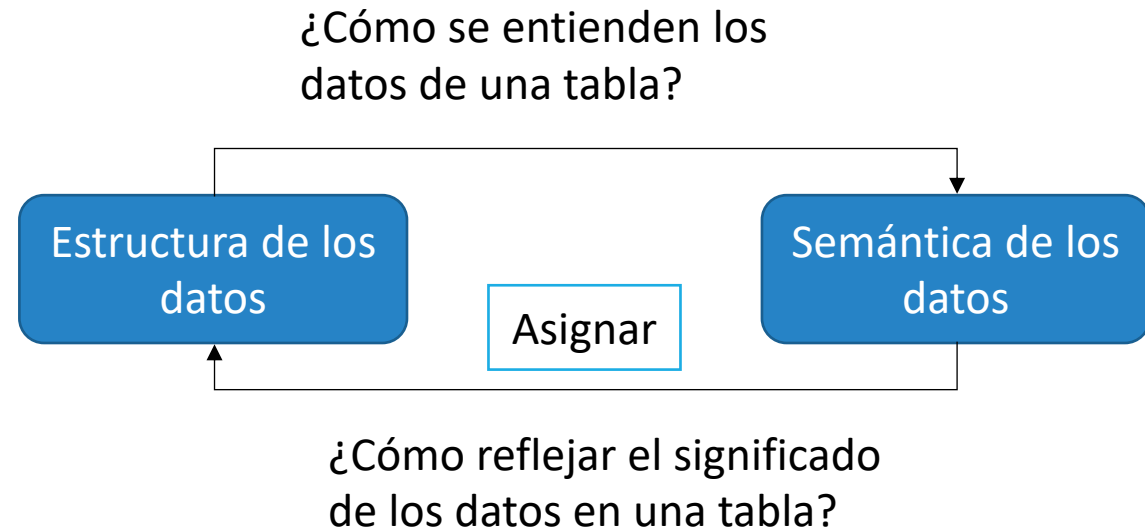 ¿Cómo se entienden los
datos de una tabla?
Estructura de los
datos
Semántica de los
datos
Asignar
¿Cómo reflejar el significado
de los datos en una tabla?